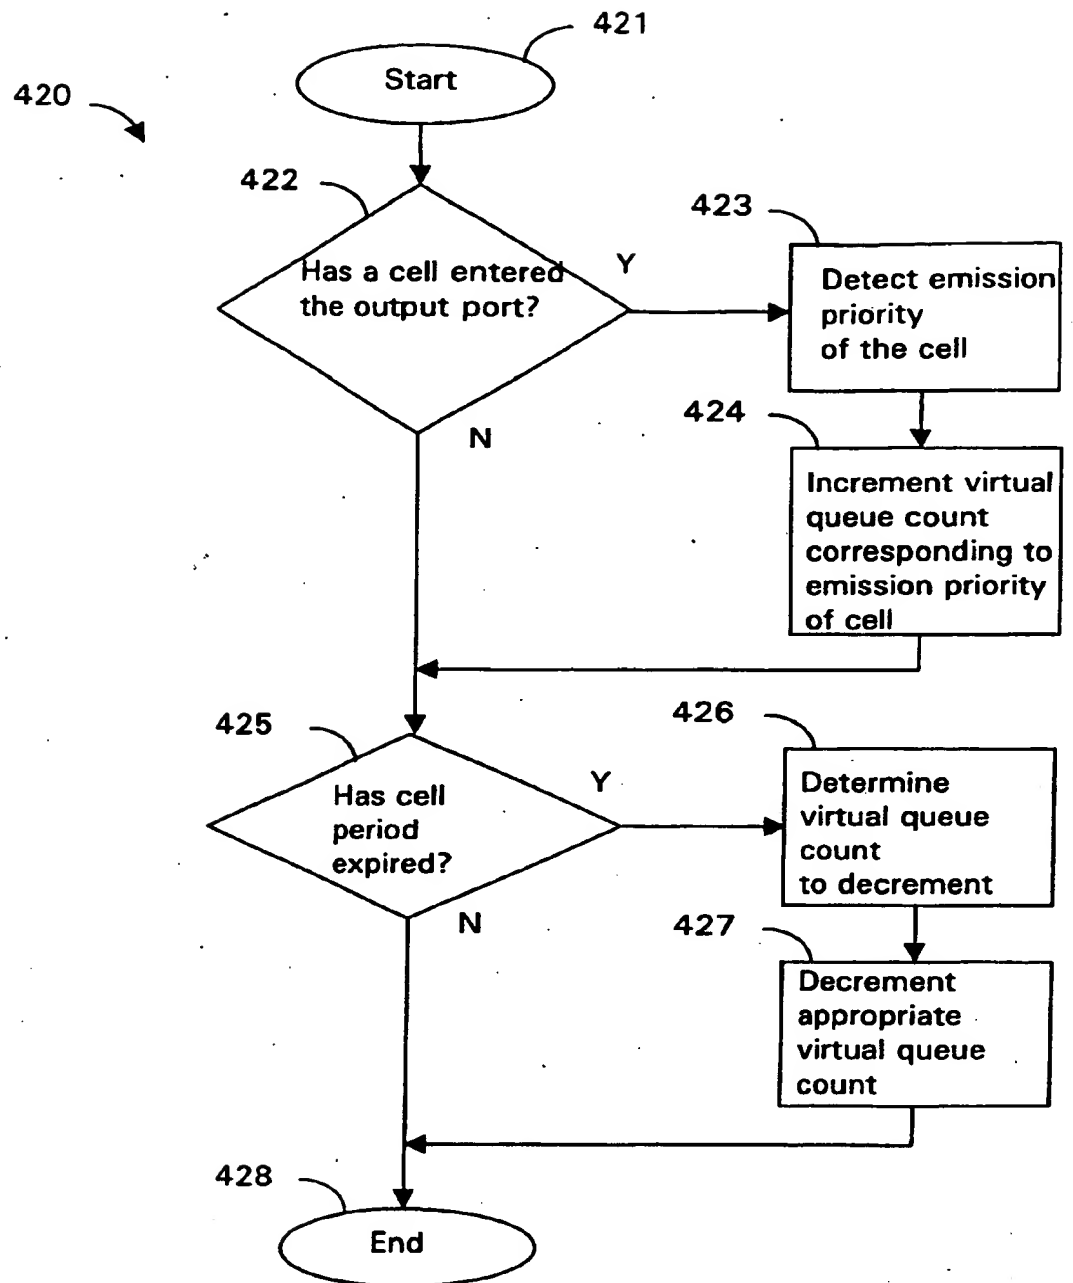 421
Start
420
422
423
Has a cell entered
the output port?
Y
Detect emission
priority
of the cell
424
N
Increment virtual
queue count
corresponding to
emission priority
of cell
425
426
Has cell
period
expired?
Y
Determine
virtual queue
count
to decrement
N
427
Decrement
appropriate
virtual queue
count
428
End